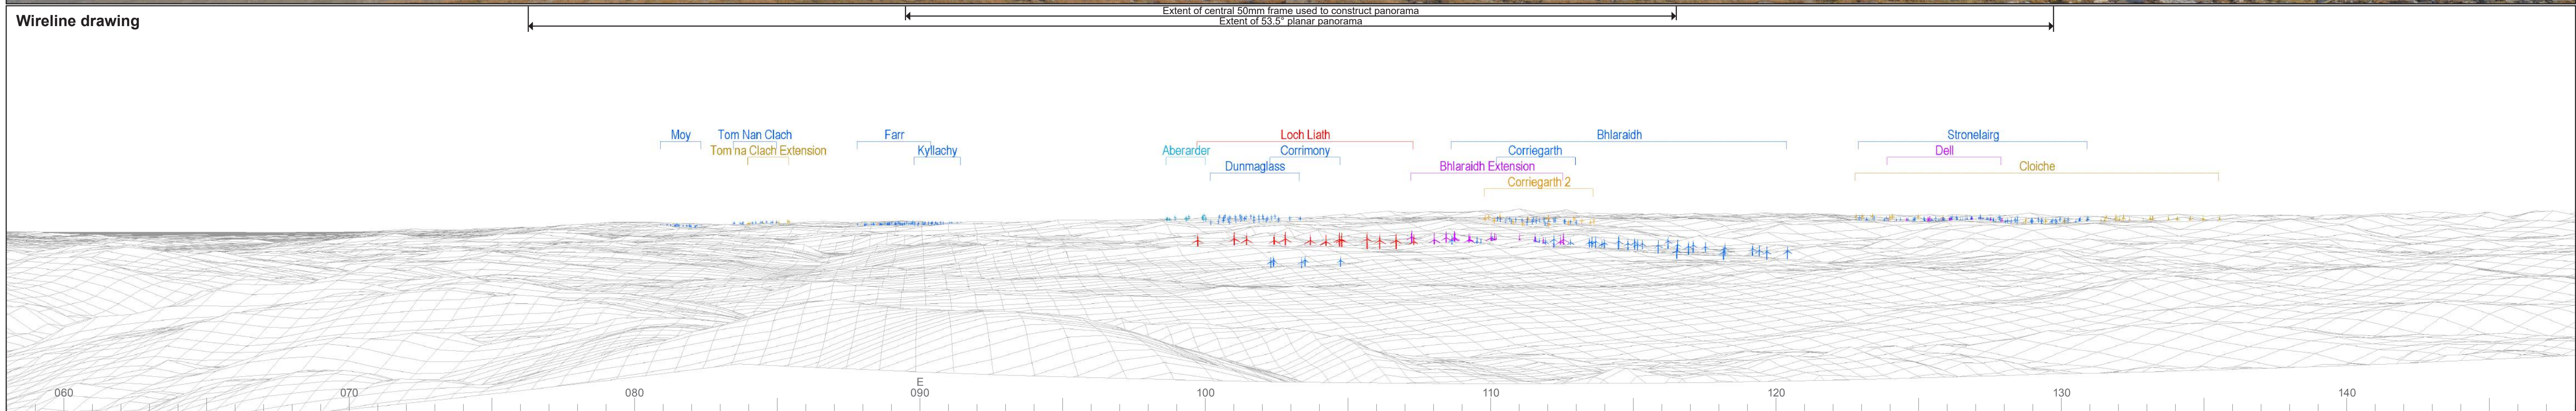 Extent of central 50mm frame used to construct panorama
Wireline drawing
Extent of 53.5° planar panorama
Moy Tom Nan Clach Farr Loch Liath Bhlaraidh Stronelairg
Tom na Clach Extension Kyllachy Aberarder Corrimony Corriegarth Dell
Dunmaglass Bhlaraidh Extension Cloiche
Corriegarth 2
E
060 070 080 090 100 110 120 130 140